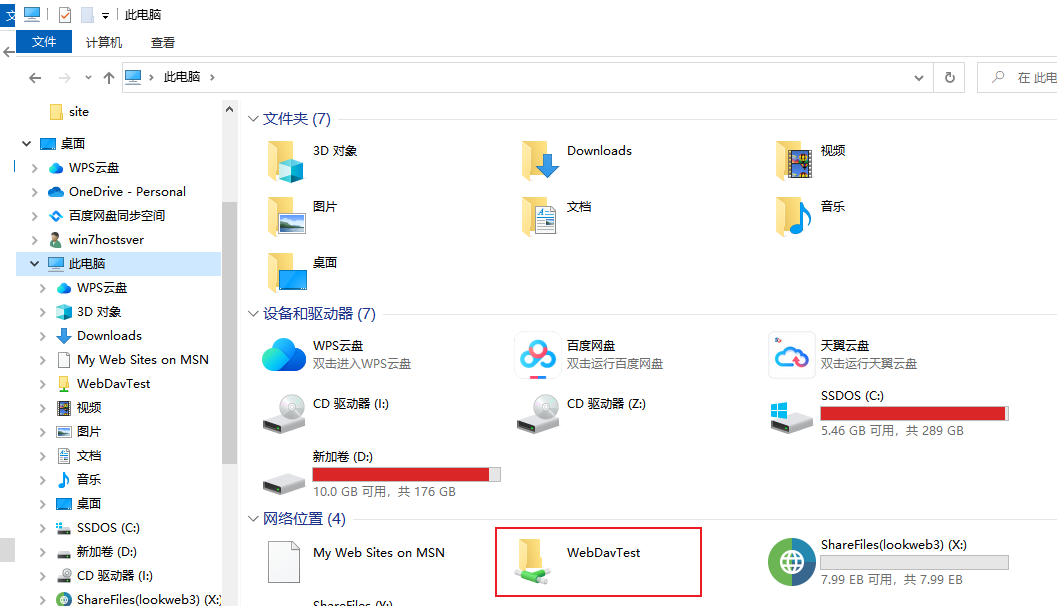 文
此电脑
文件
计算机
查看
此电脑
在 此电
site
桌面
WPS云盘
OneDrive - Personal
百度网盘同步空间
win7hostsver
此电脑
WPS云盘
3D 对象
Downloads
My Web Sites on MSN
WebDavTest
视频
图片
文档
音乐
桌面
SSDOS (C:)
新加卷 (D:)
CD 驱动器 (I:)
ShareFiles(lookweb3) (X:)
文件夹 (7)
3D 对象
Downloads
视频
图片
文档
音乐
桌面
设备和驱动器 (7)
WPS云盘
双击进入WPS云盘
百度网盘
双击运行百度网盘
天翼云盘
双击运行天翼云盘
CD 驱动器 (I:)
CD 驱动器 (Z:)
SSDOS (C:)
5.46 GB 可用，共 289 GB
新加卷 (D:)
10.0 GB 可用，共 176 GB
网络位置 (4)
My Web Sites on MSN
WebDavTest
ShareFiles(lookweb3) (X:)
7.99 EB 可用，共 7.99 EB
ShareFiles (Y:)